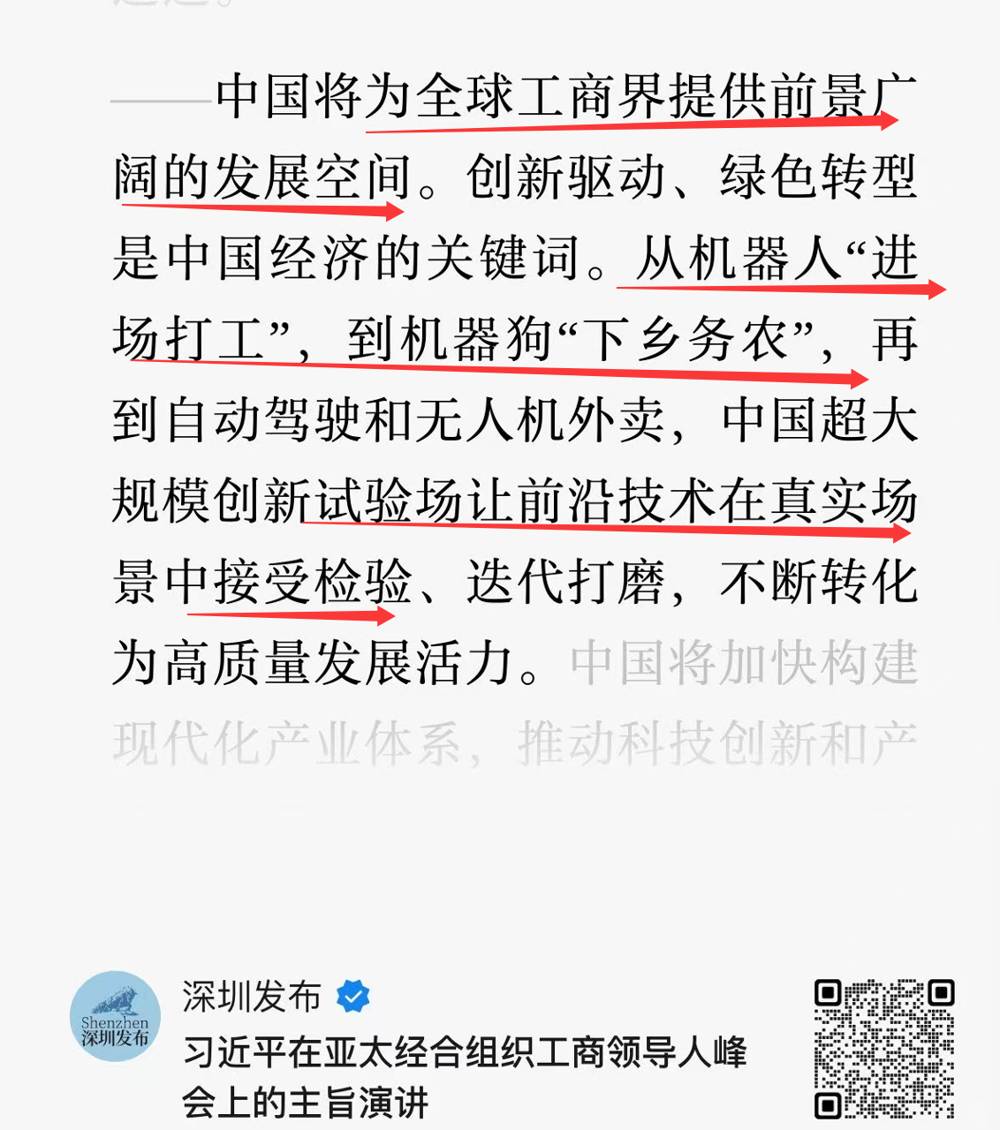 ——中国将为全球工商界提供前景广
阔的发展空间。创新驱动、绿色转型
是中国经济的关键词。从机器人“进
场打工”，到机器狗“下乡务农”，再
到自动驾驶和无人机外卖，中国超大
规模创新试验场让前沿技术在真实场
景中接受检验、迭代打磨，不断转化
为高质量发展活力。中国将加快构建
现代化产业体系，推动科技创新和产
深圳发布
Shenzhen
深圳发布
习近平在亚太经合组织工商领导人峰
会上的主旨演讲